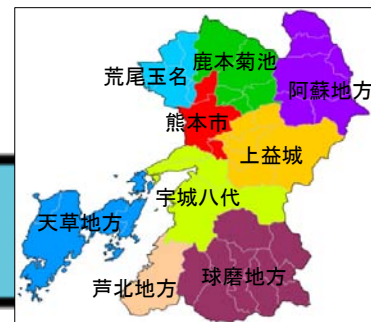 鹿本菊池
荒尾玉名
阿蘇地方
熊本市
上益城
宇城八代
天草地方
球磨地方
芦北地方